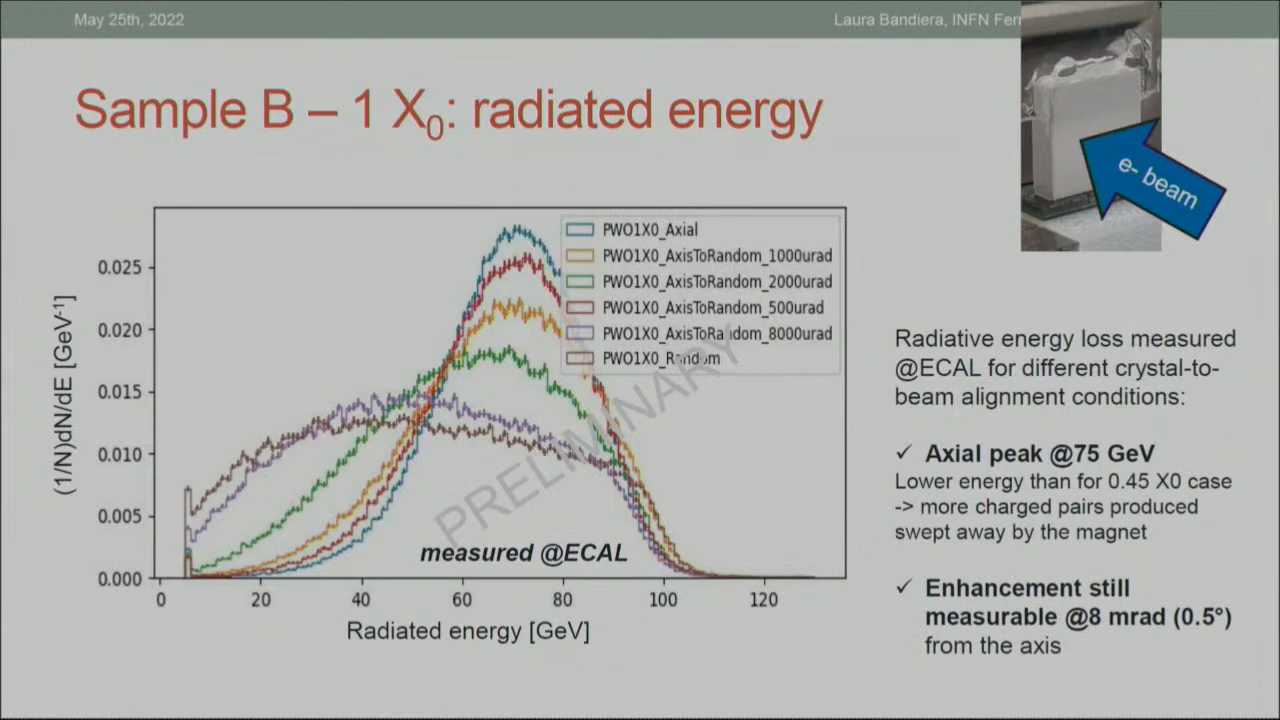 May 25th, 2022
Laura Bandiera, INFN
Sample B – 1 X0: radiated energy
e- beam
PWO1X0_Axial
PWO1X0_AxisToRandom_1000urad
PWO1X0_AxisToRandom_2000urad
PWO1X0_AxisToRandom_500urad
PWO1X0_AxisToRandom_8000urad
PWO1X0_Random
0.025
0.020
0.015
0.010
0.005
0.000
(1/N)dN/dE [GeV-1]
PRELIMINARY
measured @ECAL
0 20 40 60 80 100 120
Radiated energy [GeV]
Radiative energy loss measured
@ECAL for different crystal-to-
beam alignment conditions:
✓ Axial peak @75 GeV
Lower energy than for 0.45 X0 case
-> more charged pairs produced
swept away by the magnet
✓ Enhancement still
measurable @8 mrad (0.5°)
from the axis